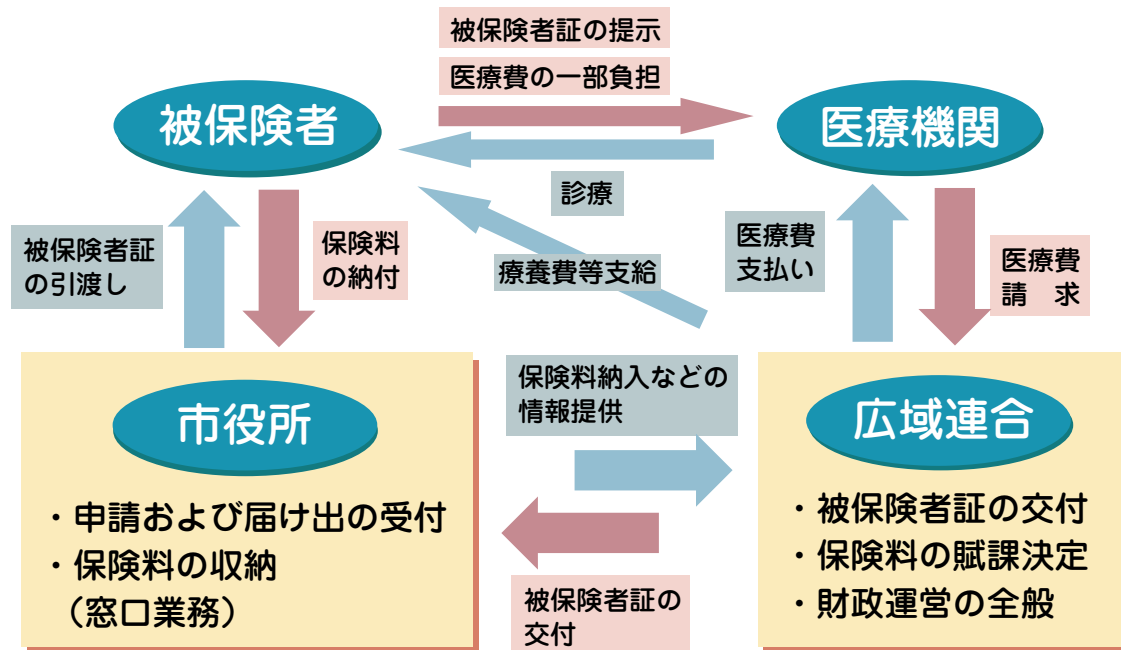 被保険者証の提示
医療費の一部負担
被保険者
医療機関
診療
被保険者証
の引渡し
保険料
の納付
療養費等支給
医療費
支払い
医療費
請　求
保険料納入などの
情報提供
市役所
・申請および届け出の受付
・保険料の収納
（窓口業務）
広域連合
・被保険者証の交付
・保険料の賦課決定
・財政運営の全般
被保険者証の
交付